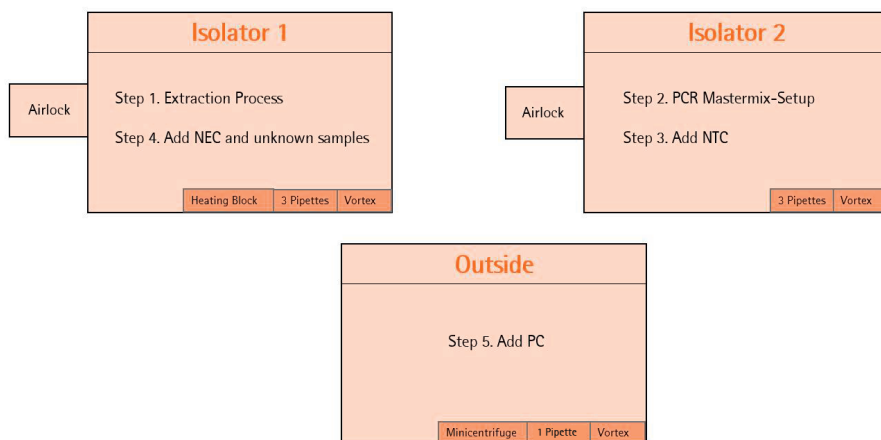 Isolator 1
Airlock
Step 1. Extraction Process
Step 4. Add NEC and unknown samples
Heating Block
3 Pipettes
Vortex
Isolator 2
Airlock
Step 2. PCR Mastermix-Setup
Step 3. Add NTC
3 Pipettes
Vortex
Outside
Step 5. Add PC
Minicentrifuge
1 Pipette
Vortex